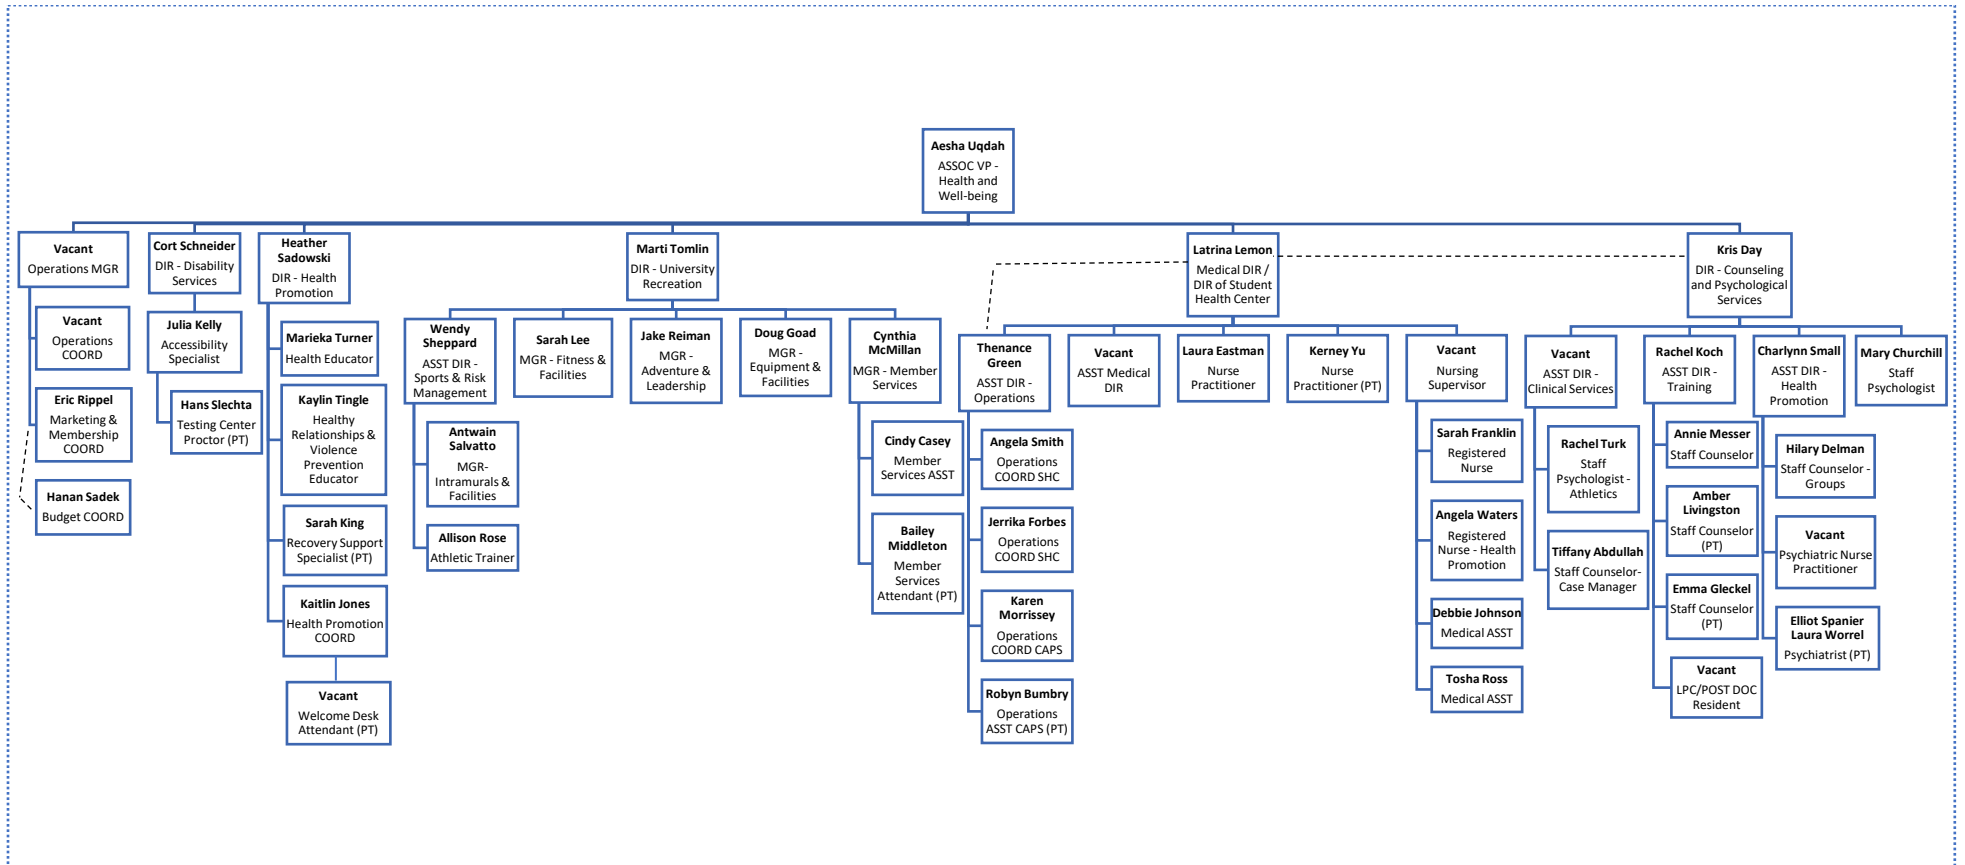 Aesha Uqdah
ASSOC VP -
Health and
Well-being
Vacant
Operations MGR
Vacant
Operations
COORD
Eric Rippel
Marketing &
Membership
COORD
Hanan Sadek
Budget COORD
Cort Schneider
DIR - Disability
Services
Julia Kelly
Accessibility
Specialist
Hans Slechta
Testing Center
Proctor (PT)
Heather
Sadowski
DIR - Health
Promotion
Marieka Turner
Health Educator
Kaylin Tingle
Healthy
Relationships &
Violence
Prevention
Educator
Sarah King
Recovery Support
Specialist (PT)
Kaitlin Jones
Health Promotion
COORD
Vacant
Welcome Desk
Attendant (PT)
Marti Tomlin
DIR - University
Recreation
Wendy
Sheppard
ASST DIR -
Sports & Risk
Management
Antwain
Salvatto
MGR-
Intramurals &
Facilities
Allison Rose
Athletic Trainer
Sarah Lee
MGR - Fitness &
Facilities
Jake Reiman
MGR -
Adventure &
Leadership
Doug Goad
MGR -
Equipment &
Facilities
Cynthia
McMillan
MGR - Member
Services
Cindy Casey
Member
Services ASST
Bailey
Middleton
Member
Services
Attendant (PT)
Latrina Lemon
Medical DIR /
DIR of Student
Health Center
Thenance
Green
ASST DIR -
Operations
Angela Smith
Operations
COORD SHC
Jerrika Forbes
Operations
COORD SHC
Karen
Morrissey
Operations
COORD CAPS
Robyn Bumbry
Operations
ASST CAPS (PT)
Vacant
ASST Medical
DIR
Laura Eastman
Nurse
Practitioner
Kerney Yu
Nurse
Practitioner (PT)
Vacant
Nursing
Supervisor
Sarah Franklin
Registered
Nurse
Angela Waters
Registered
Nurse - Health
Promotion
Debbie Johnson
Medical ASST
Tosha Ross
Medical ASST
Kris Day
DIR - Counseling
and Psychological
Services
Vacant
ASST DIR -
Clinical Services
Rachel Turk
Staff
Psychologist -
Athletics
Tiffany Abdullah
Staff Counselor-
Case Manager
Rachel Koch
ASST DIR -
Training
Annie Messer
Staff Counselor
Amber
Livingston
Staff Counselor
(PT)
Emma Gleckel
Staff Counselor
(PT)
Vacant
LPC/POST DOC
Resident
Charlynn Small
ASST DIR -
Health
Promotion
Hilary Delman
Staff Counselor -
Groups
Vacant
Psychiatric Nurse
Practitioner
Elliot Spanier
Laura Worrel
Psychiatrist (PT)
Mary Churchill
Staff
Psychologist